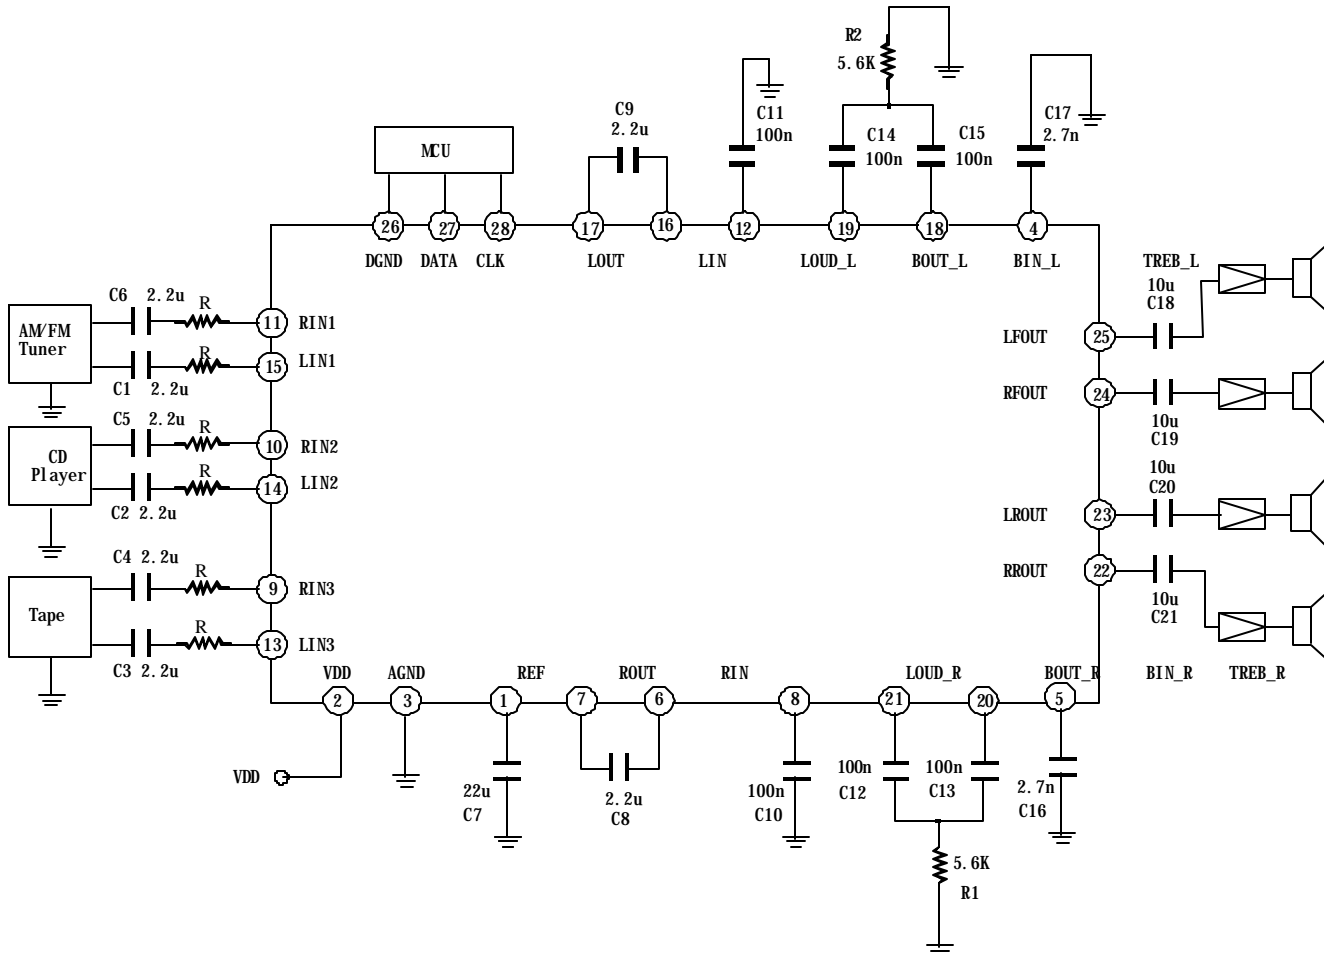 R2
5.6K
C9
2.2u
C11
100n
C14
100n
C15
100n
C17
2.7n
MCU
26
27
28
17
16
12
19
18
4
DGND
DATA
CLK
LOUT
LIN
LOUD_L
BOUT_L
BIN_L
TREB_L
10u
C18
C6
2.2u
R
AM/FM
Tuner
11
RIN1
R
15
LIN1
C1
2.2u
LFOUT
25
RFOUT
24
10u
C19
C5
2.2u
R
CD
Player
10
RIN2
R
14
LIN2
C2
2.2u
10u
C20
LROUT
23
RROUT
22
10u
C21
C4
2.2u
R
Tape
9
RIN3
R
13
LIN3
C3
2.2u
VDD
AGND
REF
ROUT
RIN
LOUD_R
BOUT_R
BIN_R
TREB_R
2
3
1
7
6
8
21
20
5
VDD
22u
C7
2.2u
C8
100n
C10
100n
C12
100n
C13
2.7n
C16
5.6K
R1